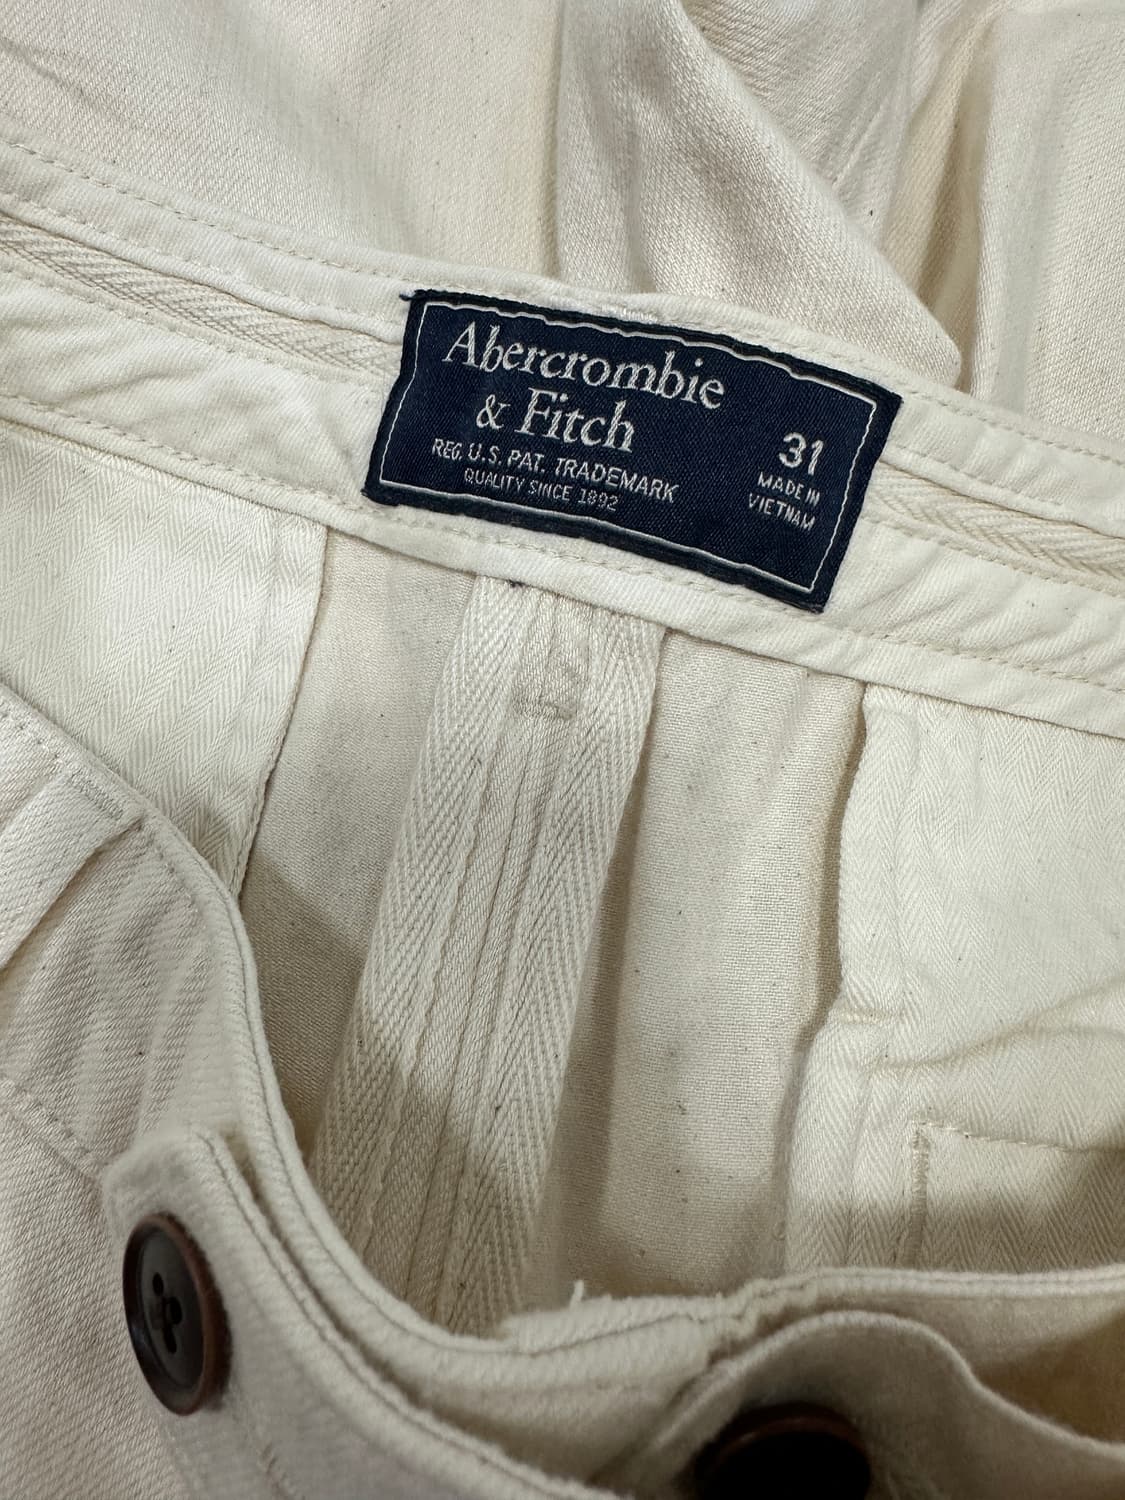 Abercrombie
& Fitch
REG. U.S. PAT. TRADEMARK
QUALITY SINCE 1892
31
MADE IN
VIETNAM